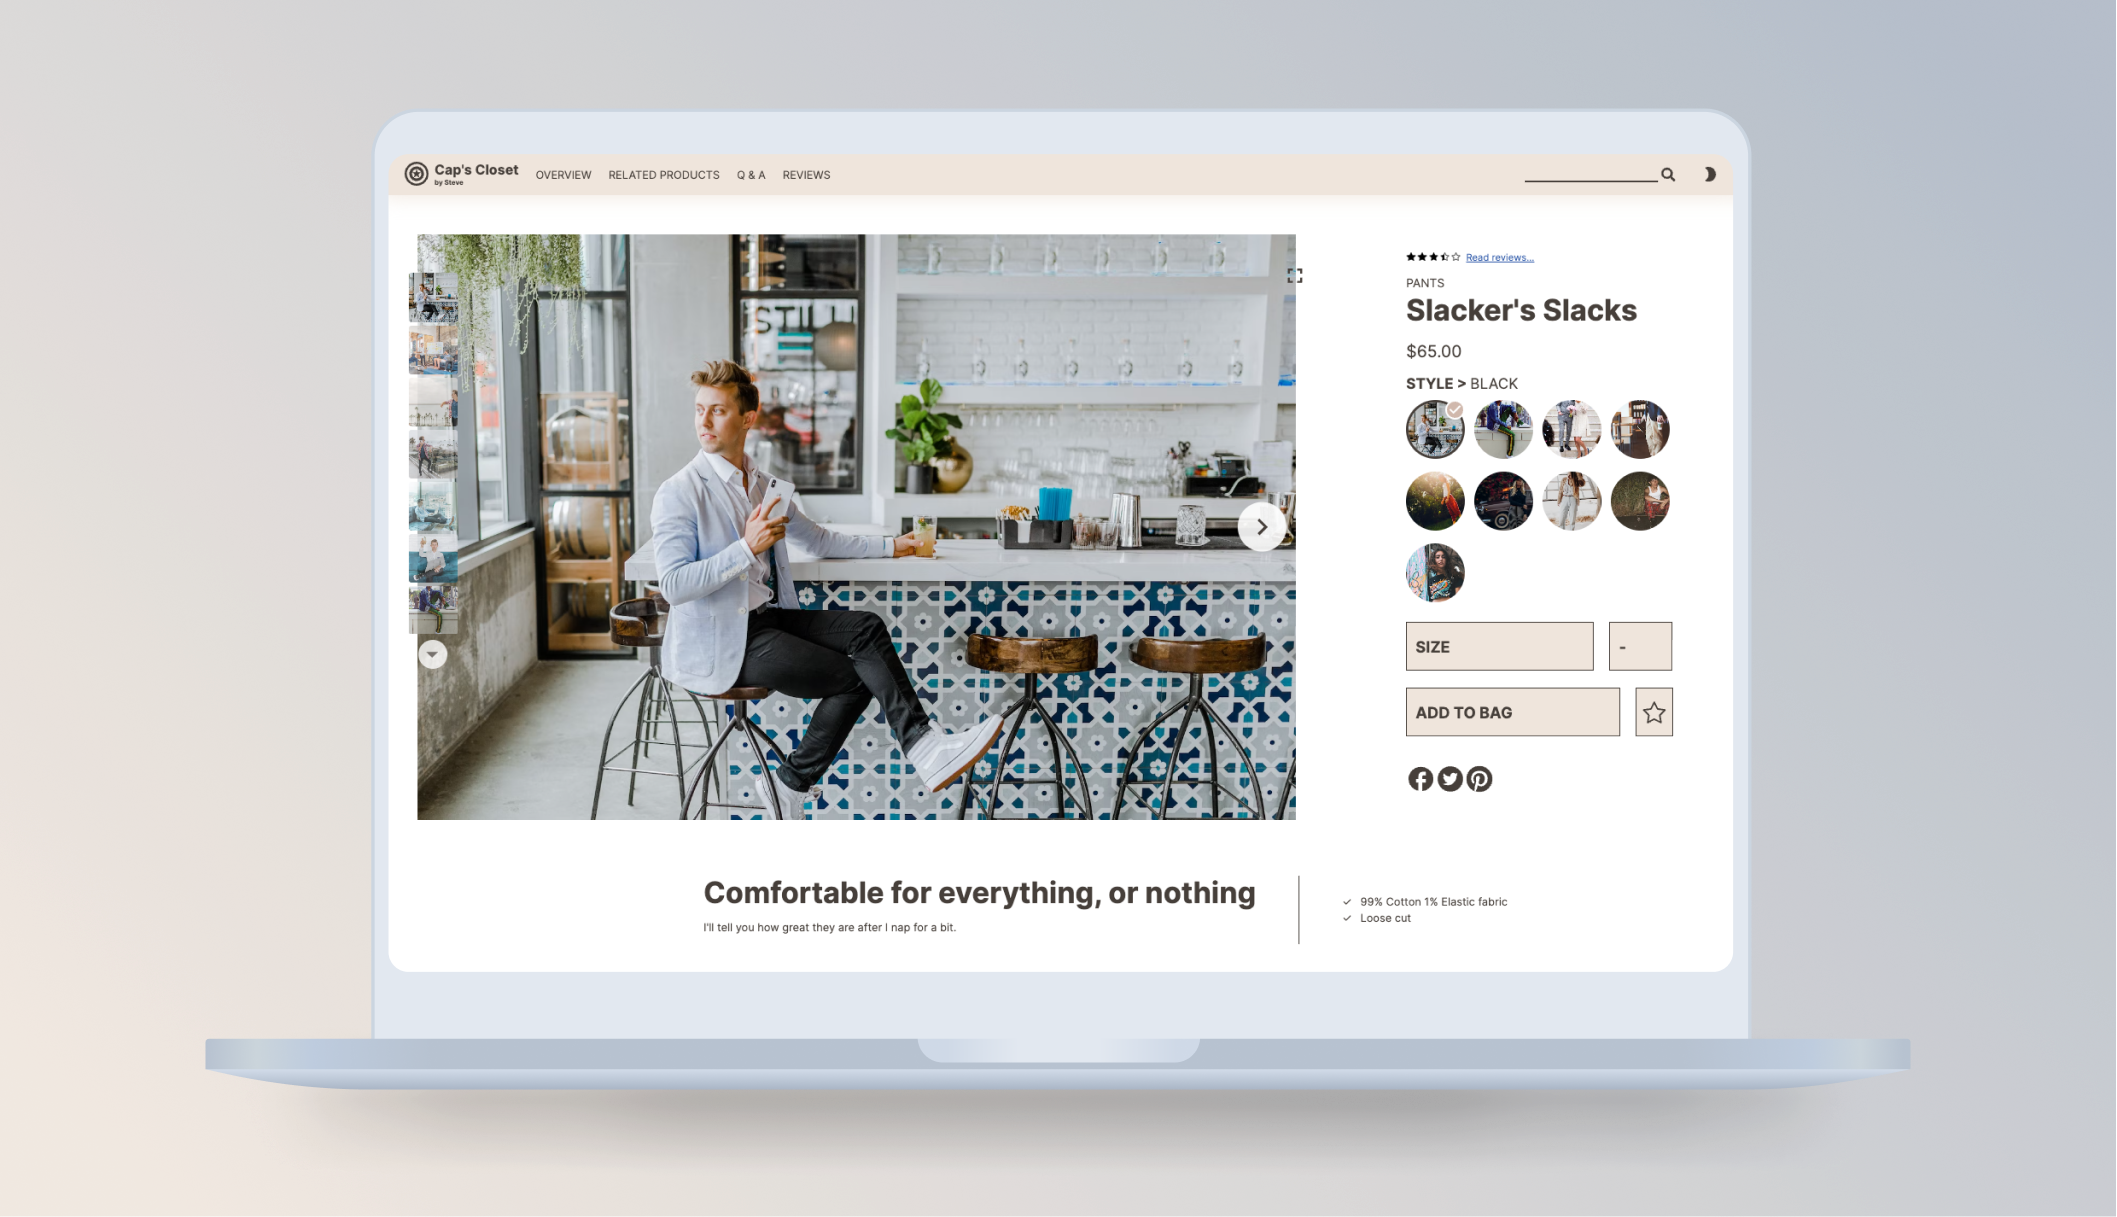 Cap's Closet
by Steve
OVERVIEW RELATED PRODUCTS Q & A REVIEWS
STILL
Read reviews...
PANTS
Slacker's Slacks
$65.00
STYLE > BLACK
SIZE -
ADD TO BAG
Comfortable for everything, or nothing
I'll tell you how great they are after I nap for a bit.
99% Cotton 1% Elastic fabric
Loose cut